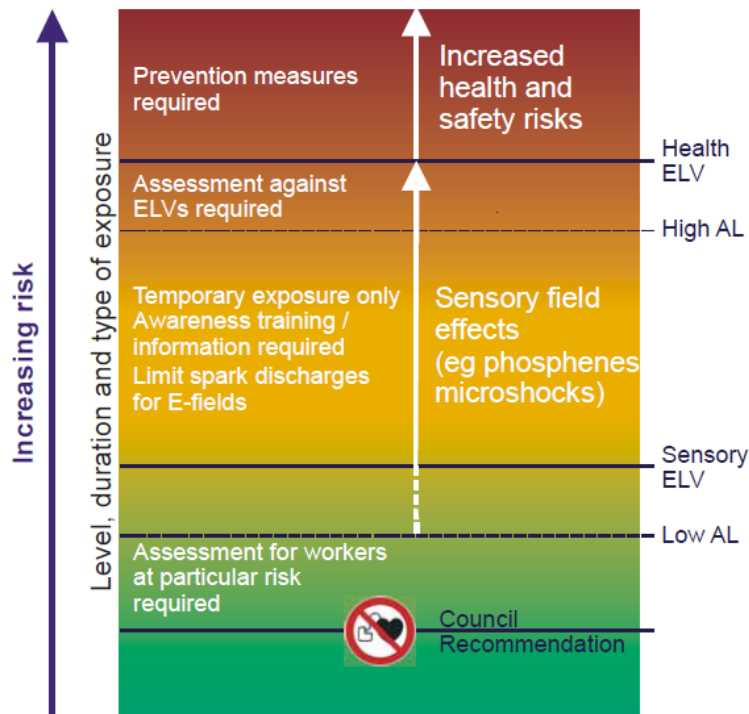 Increasing risk
Level, duration and type of exposure
Prevention measures
required
Increased
health and
safety risks
Health
ELV
Assessment against
ELVs required
High AL
Temporary exposure only
Awareness training /
information required
Limit spark discharges
for E-fields
Sensory field
effects
(eg phosphenes
microshocks)
Sensory
ELV
Low AL
Assessment for workers
at particular risk
required
Council
Recommendation